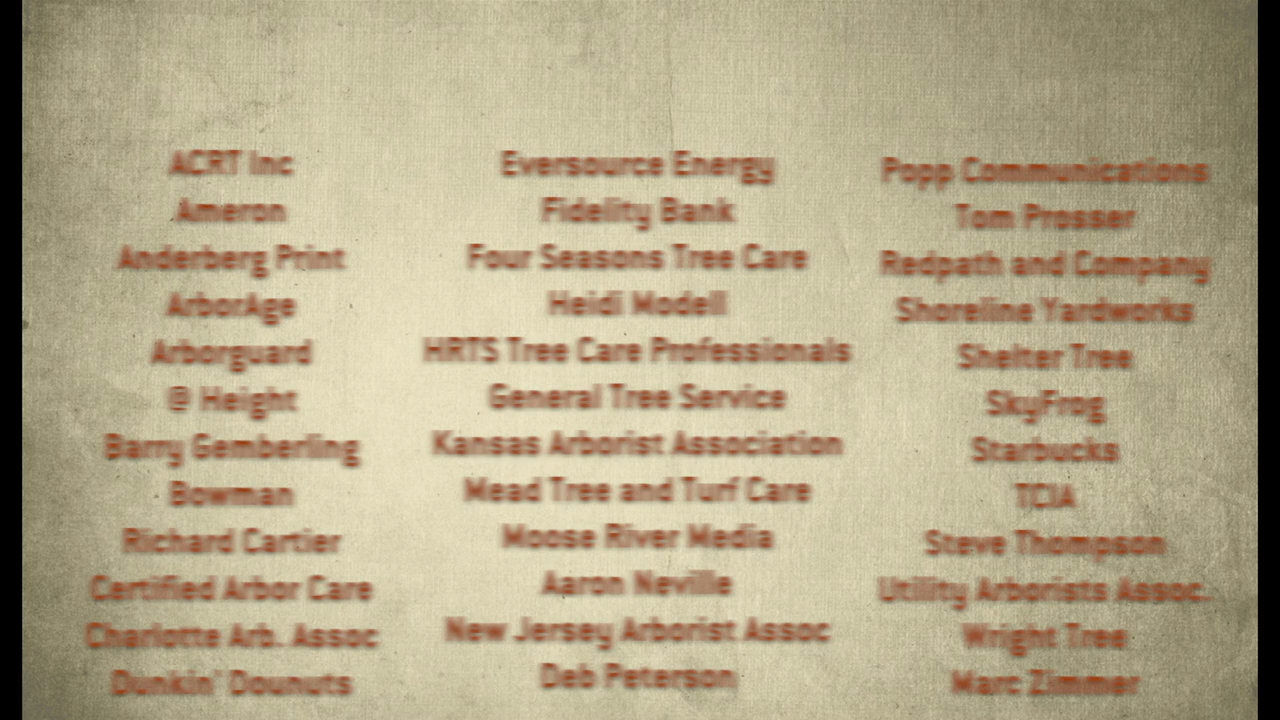 ACRT Inc
Ameron
Anderberg Print
ArborAge
Arborguard
@ Height
Barry Gemberling
Bowman
Richard Cartier
Certified Arbor Care
Charlotte Arb. Assoc
Dunkin' Dounuts
Eversource Energy
Fidelity Bank
Four Seasons Tree Care
Heidi Modell
HRTS Tree Care Professionals
General Tree Service
Kansas Arborist Association
Mead Tree and Turf Care
Moose River Media
Aaron Neville
New Jersey Arborist Assoc
Deb Peterson
Popp Communications
Tom Prosser
Redpath and Company
Shoreline Yardworks
Shelter Tree
SkyFrog
Starbucks
TCIA
Steve Thompson
Utility Arborists Assoc.
Wright Tree
Marc Zimmer